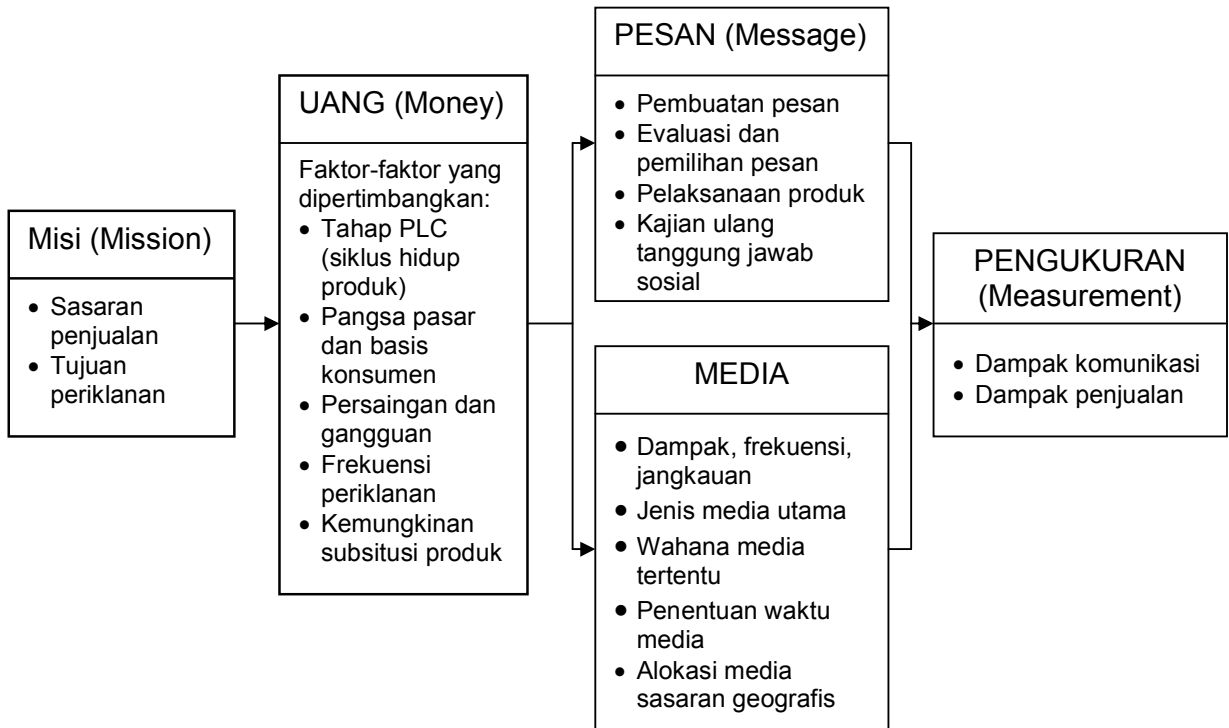 Misi (Mission)
• Sasaran
penjualan
• Tujuan
periklanan
UANG (Money)
Faktor-faktor yang
dipertimbangkan:
• Tahap PLC
(siklus hidup
produk)
• Pangsa pasar
dan basis
konsumen
• Persaingan dan
gangguan
• Frekuensi
periklanan
• Kemungkinan
subsitusi produk
PESAN (Message)
• Pembuatan pesan
• Evaluasi dan
pemilihan pesan
• Pelaksanaan produk
• Kajian ulang
tanggung jawab
sosial
MEDIA
• Dampak, frekuensi,
jangkauan
• Jenis media utama
• Wahana media
tertentu
• Penentuan waktu
media
• Alokasi media
sasaran geografis
PENGUKURAN
(Measurement)
• Dampak komunikasi
• Dampak penjualan